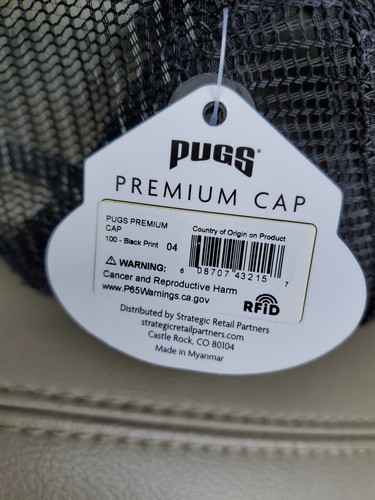 PUGS®
PREMIUM CAP
PUGS PREMIUM
CAP
100 - Black Print 04
Country of Origin on Product
6 08707 43215 7
⚠ WARNING:
Cancer and Reproductive Harm
www.P65Warnings.ca.gov
RFiD
Distributed by Strategic Retail Partners
strategicretailpartners.com
Castle Rock, CO 80104
Made in Myanmar